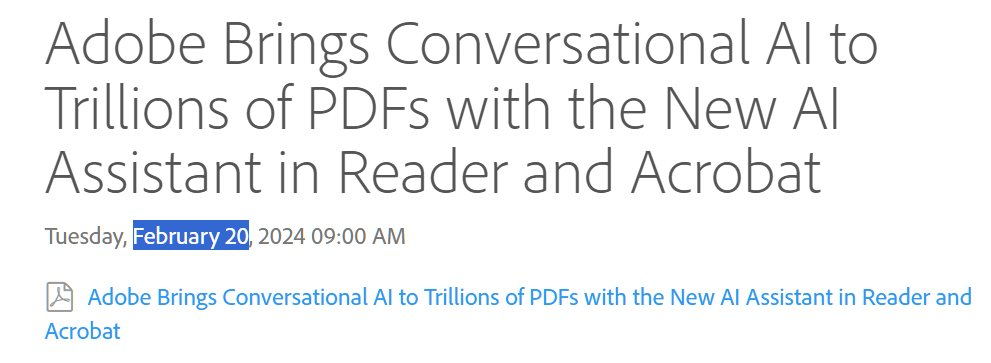 Adobe Brings Conversational AI to
Trillions of PDFs with the New AI
Assistant in Reader and Acrobat
Tuesday, February 20, 2024 09:00 AM
Adobe Brings Conversational AI to Trillions of PDFs with the New AI Assistant in Reader and
Acrobat